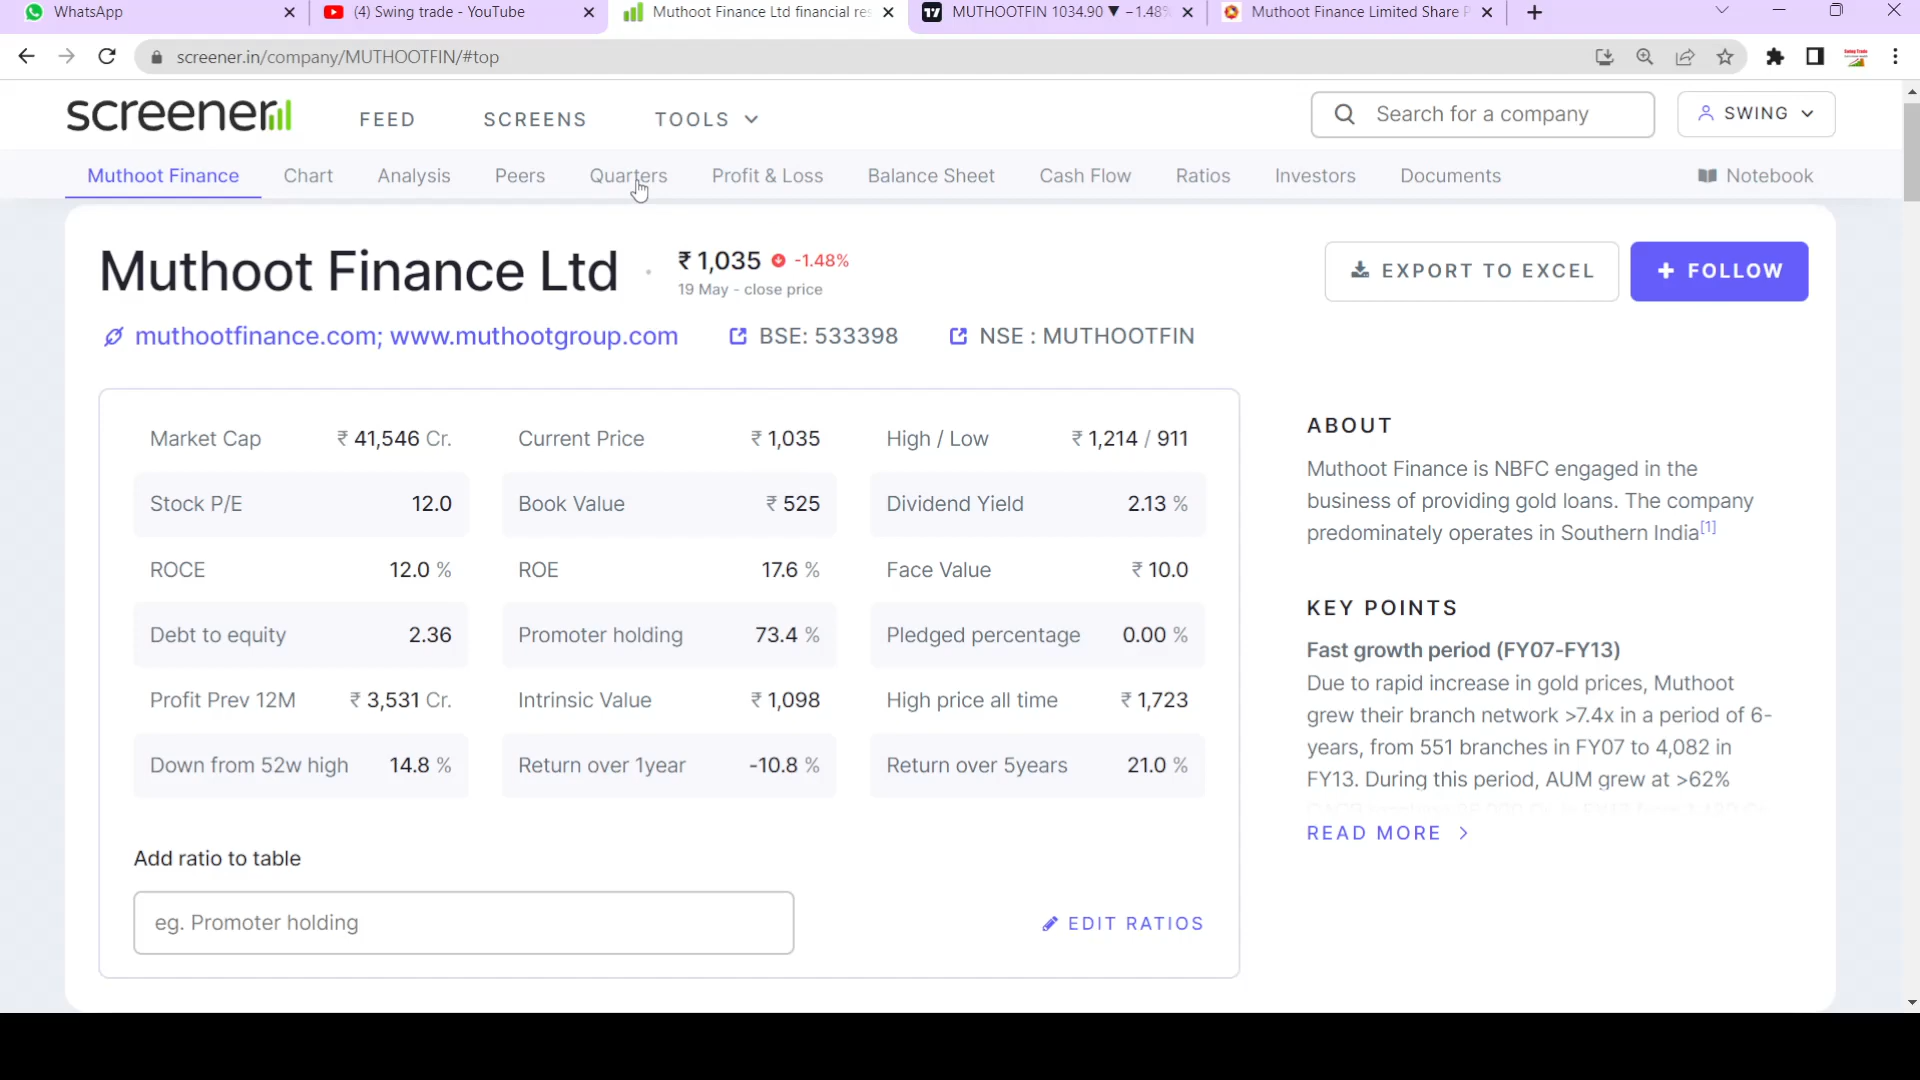 WhatsApp
(4) Swing trade - YouTube
Muthoot Finance Ltd financial res
MUTHOOTFIN 1034.90 ▼ −1.48%
Muthoot Finance Limited Share P
screener.in/company/MUTHOOTFIN/#top
screener
FEED
SCREENS
TOOLS
Search for a company
SWING
Muthoot Finance
Chart
Analysis
Peers
Quarters
Profit & Loss
Balance Sheet
Cash Flow
Ratios
Investors
Documents
Notebook
Muthoot Finance Ltd
₹ 1,035 -1.48%
19 May - close price
EXPORT TO EXCEL
+ FOLLOW
muthootfinance.com; www.muthootgroup.com
BSE: 533398
NSE : MUTHOOTFIN
Market Cap ₹ 41,546 Cr.
Current Price ₹ 1,035
High / Low ₹ 1,214 / 911
Stock P/E 12.0
Book Value ₹ 525
Dividend Yield 2.13 %
ROCE 12.0 %
ROE 17.6 %
Face Value ₹ 10.0
Debt to equity 2.36
Promoter holding 73.4 %
Pledged percentage 0.00 %
Profit Prev 12M ₹ 3,531 Cr.
Intrinsic Value ₹ 1,098
High price all time ₹ 1,723
Down from 52w high 14.8 %
Return over 1year -10.8 %
Return over 5years 21.0 %
Add ratio to table
eg. Promoter holding
EDIT RATIOS
ABOUT
Muthoot Finance is NBFC engaged in the
business of providing gold loans. The company
predominately operates in Southern India[1]
KEY POINTS
Fast growth period (FY07-FY13)
Due to rapid increase in gold prices, Muthoot
grew their branch network >7.4x in a period of 6-
years, from 551 branches in FY07 to 4,082 in
FY13. During this period, AUM grew at >62%
READ MORE >